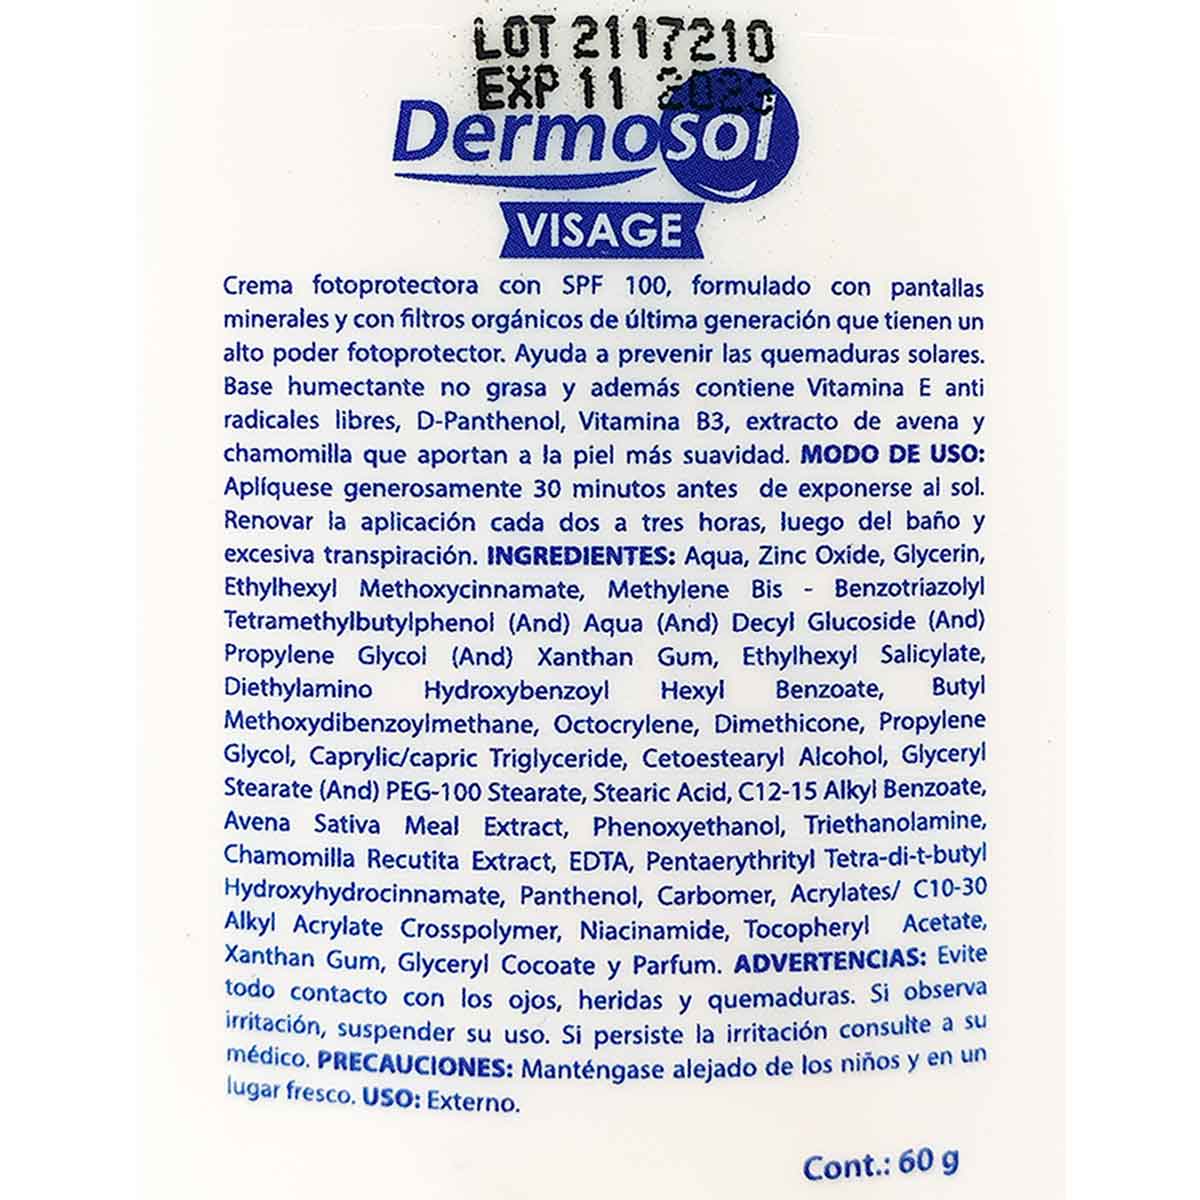 LOT 2117210
EXP 11 2023
Dermosol
VISAGE
Crema fotoprotectora con SPF 100, formulado con pantallas
minerales y con filtros orgánicos de última generación que tienen un
alto poder fotoprotector. Ayuda a prevenir las quemaduras solares.
Base humectante no grasa y además contiene Vitamina E anti
radicales libres, D-Panthenol, Vitamina B3, extracto de avena y
chamomilla que aportan a la piel más suavidad. MODO DE USO:
Aplíquese generosamente 30 minutos antes de exponerse al sol.
Renovar la aplicación cada dos a tres horas, luego del baño y
excesiva transpiración. INGREDIENTES: Aqua, Zinc Oxide, Glycerin,
Ethylhexyl Methoxycinnamate, Methylene Bis - Benzotriazolyl
Tetramethylbutylphenol (And) Aqua (And) Decyl Glucoside (And)
Propylene Glycol (And) Xanthan Gum, Ethylhexyl Salicylate,
Diethylamino Hydroxybenzoyl Hexyl Benzoate, Butyl
Methoxydibenzoylmethane, Octocrylene, Dimethicone, Propylene
Glycol, Caprylic/capric Triglyceride, Cetoestearyl Alcohol, Glyceryl
Stearate (And) PEG-100 Stearate, Stearic Acid, C12-15 Alkyl Benzoate,
Avena Sativa Meal Extract, Phenoxyethanol, Triethanolamine,
Chamomilla Recutita Extract, EDTA, Pentaerythrityl Tetra-di-t-butyl
Hydroxyhydrocinnamate, Panthenol, Carbomer, Acrylates/ C10-30
Alkyl Acrylate Crosspolymer, Niacinamide, Tocopheryl Acetate,
Xanthan Gum, Glyceryl Cocoate y Parfum. ADVERTENCIAS: Evite
todo contacto con los ojos, heridas y quemaduras. Si observa
irritación, suspender su uso. Si persiste la irritación consulte a su
médico. PRECAUCIONES: Manténgase alejado de los niños y en un
lugar fresco. USO: Externo.
Cont.: 60 g